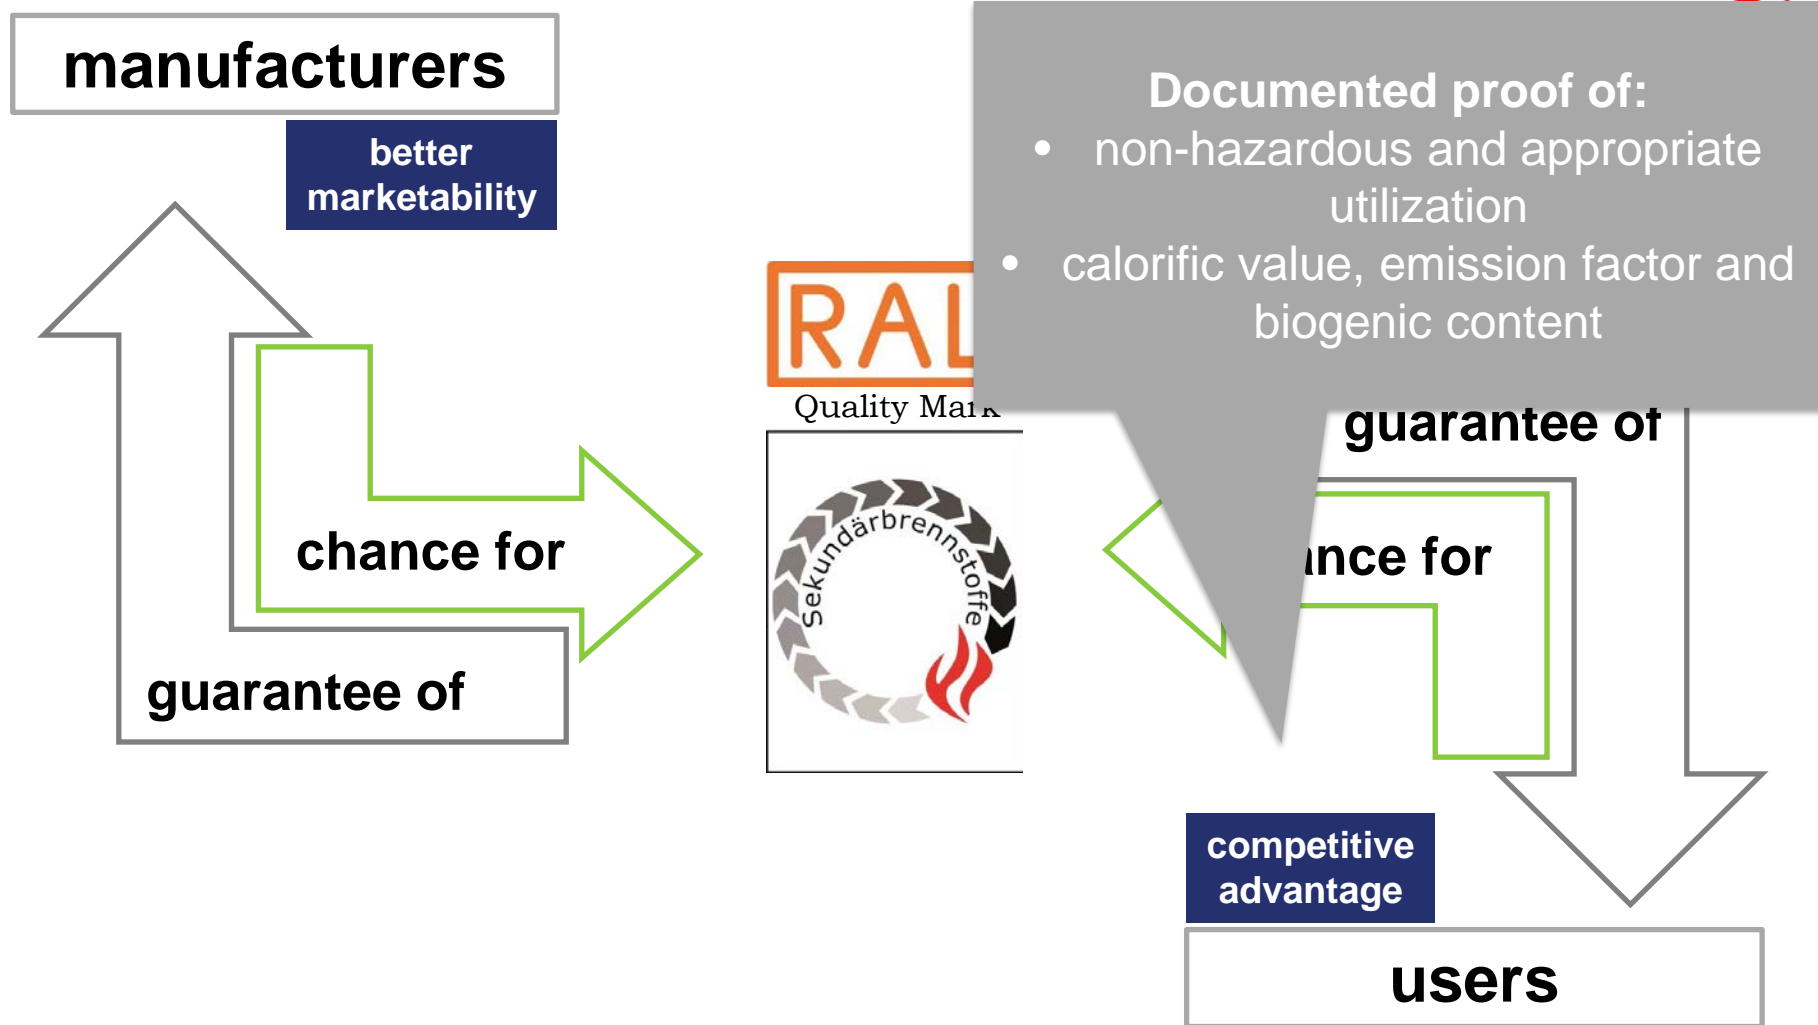 manufacturers
better
marketability
Documented proof of:
• non-hazardous and appropriate
utilization
• calorific value, emission factor and
biogenic content
RAL
Quality Mark
Sekundärbrennstoffe
guarantee of
chance for
nce for
guarantee of
competitive
advantage
users